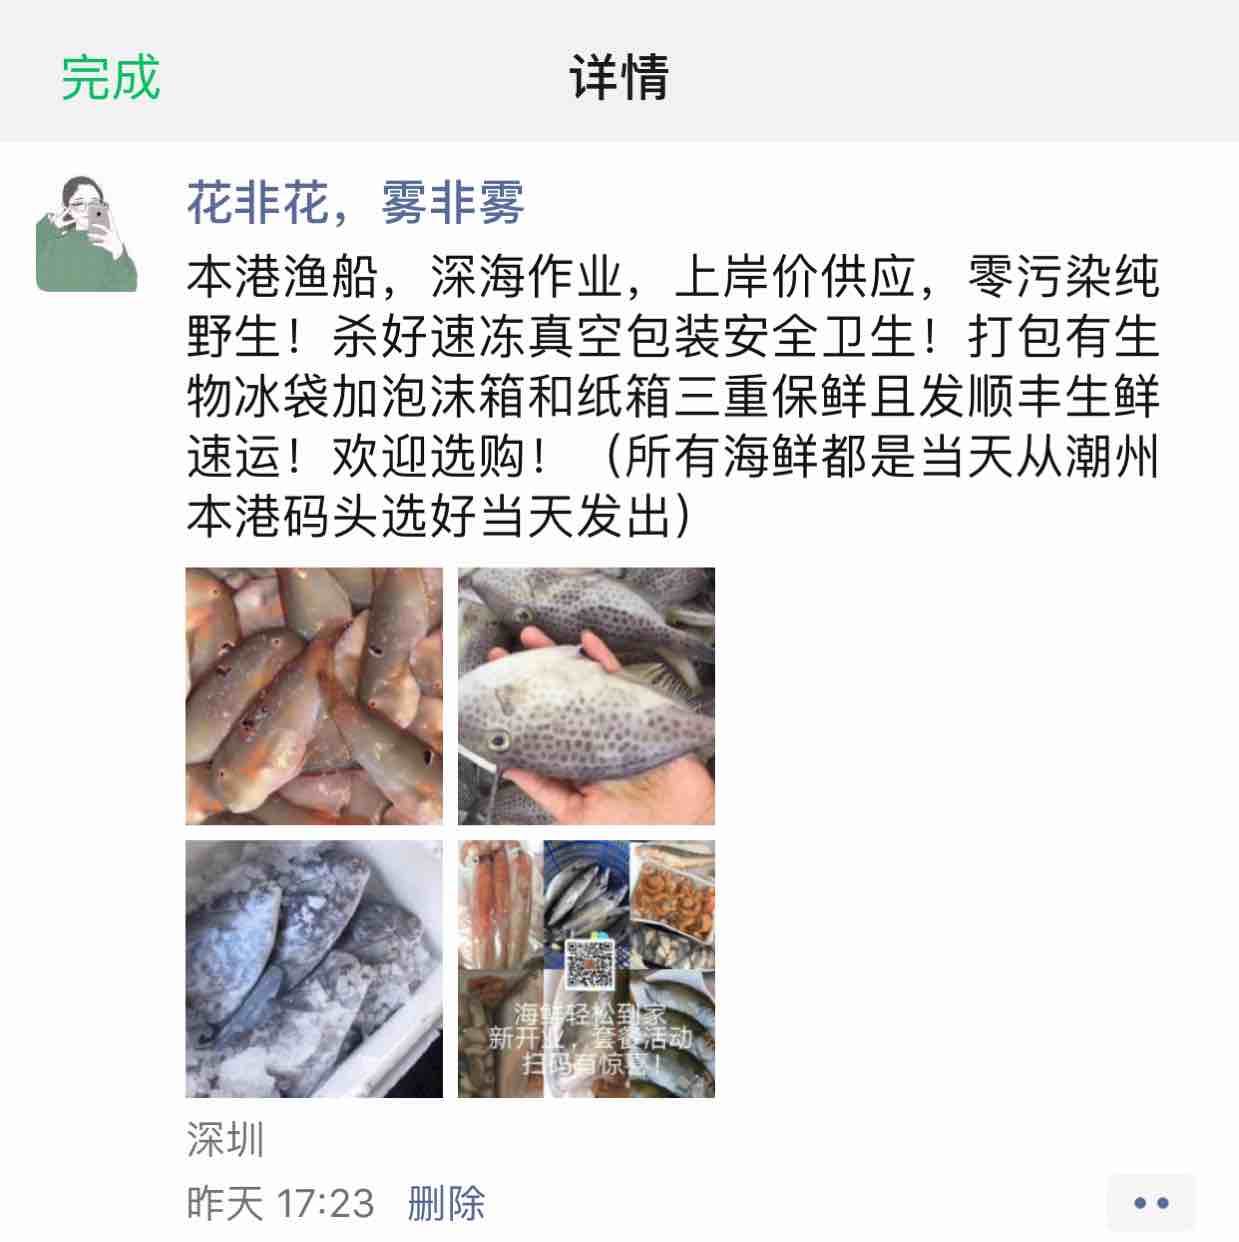 完成
详情
花非花，雾非雾
本港渔船，深海作业，上岸价供应，零污染纯
野生！杀好速冻真空包装安全卫生！打包有生
物冰袋加泡沫箱和纸箱三重保鲜且发顺丰生鲜
速运！欢迎选购！（所有海鲜都是当天从潮州
本港码头选好当天发出）
海鲜轻松到家
新开业，套餐活动
扫码有惊喜！
深圳
昨天 17:23 删除